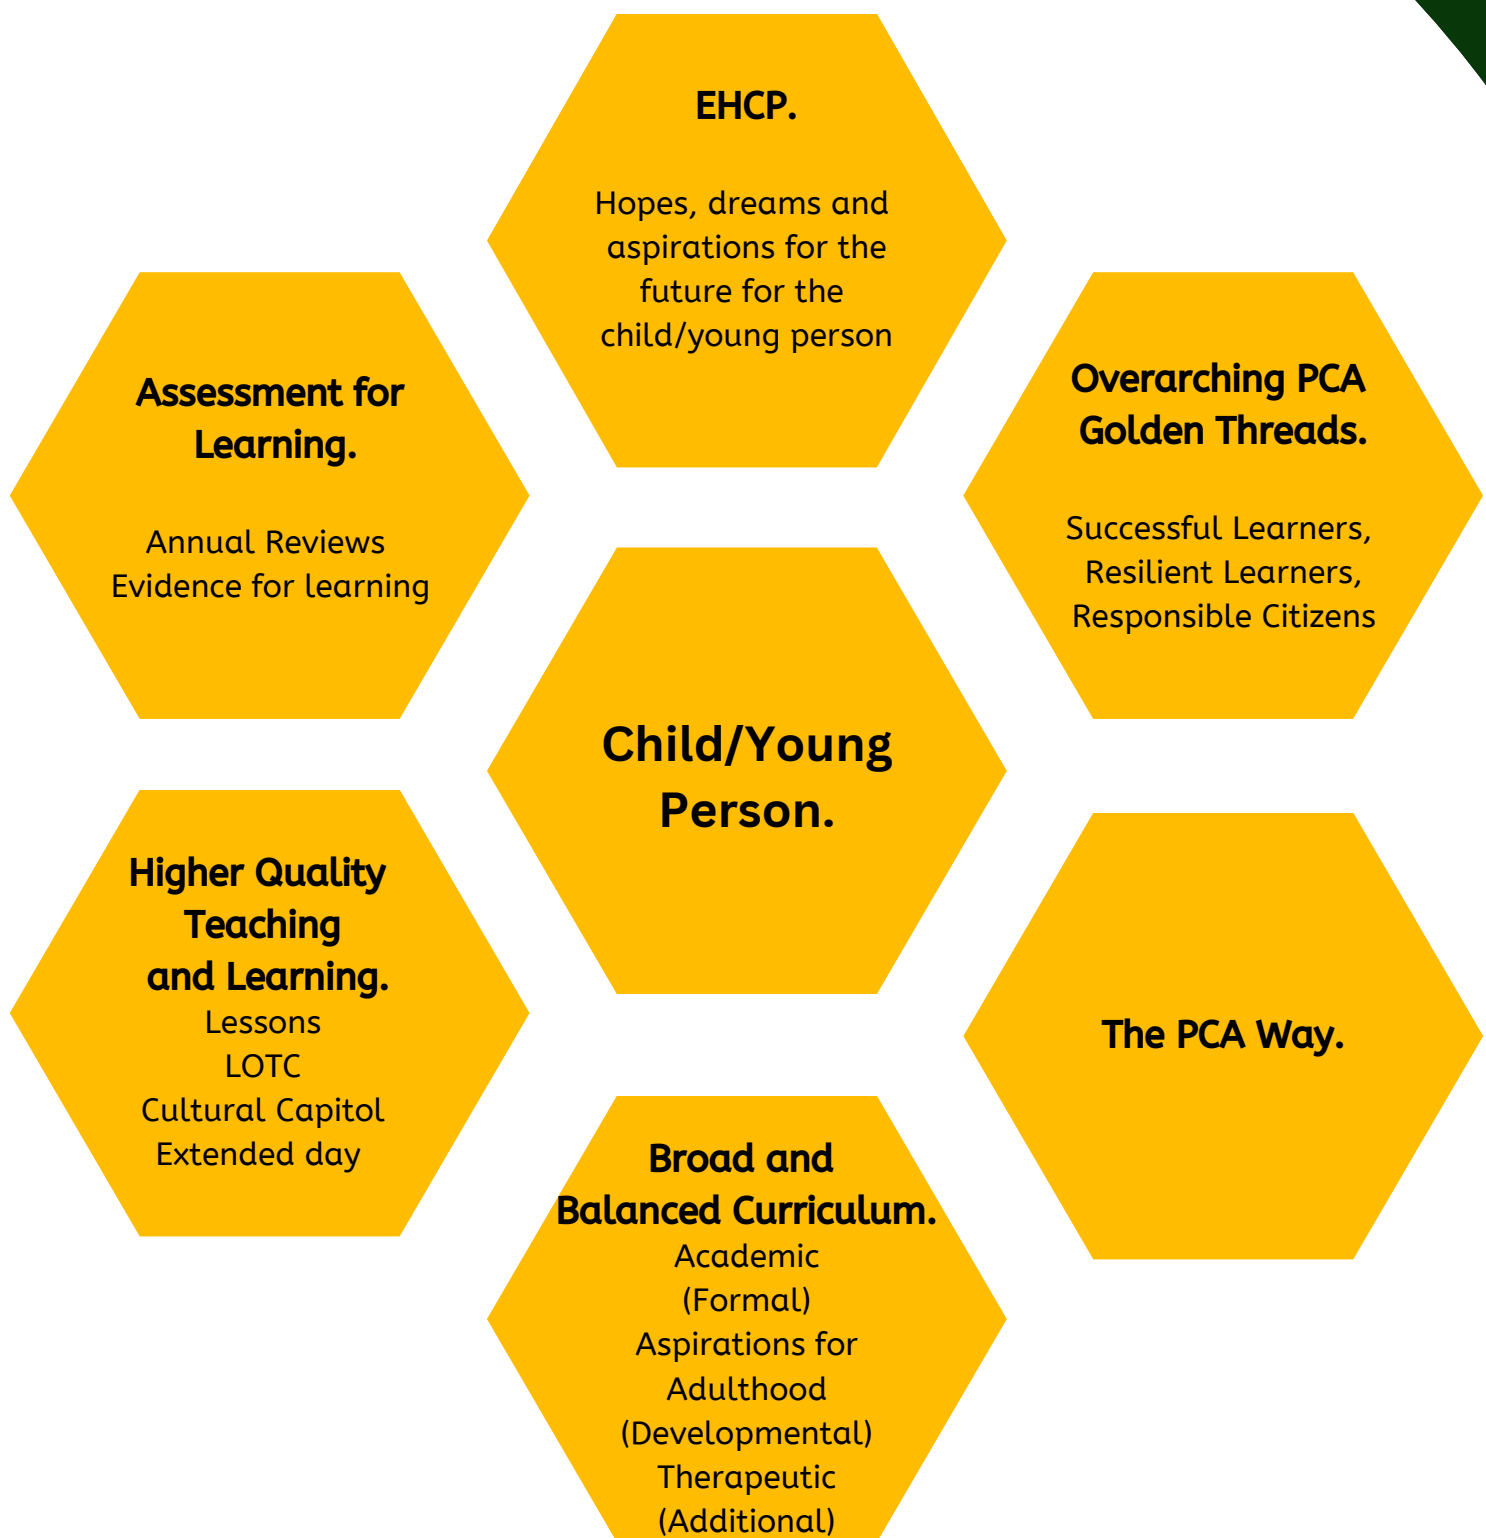 EHCP.
Hopes, dreams and
aspirations for the
future for the
child/young person
Overarching PCA
Golden Threads.
Successful Learners,
Resilient Learners,
Responsible Citizens
Assessment for
Learning.
Annual Reviews
Evidence for learning
Child/Young
Person.
Higher Quality
Teaching
and Learning.
Lessons
LOTC
Cultural Capitol
Extended day
The PCA Way.
Broad and
Balanced Curriculum.
Academic
(Formal)
Aspirations for
Adulthood
(Developmental)
Therapeutic
(Additional)